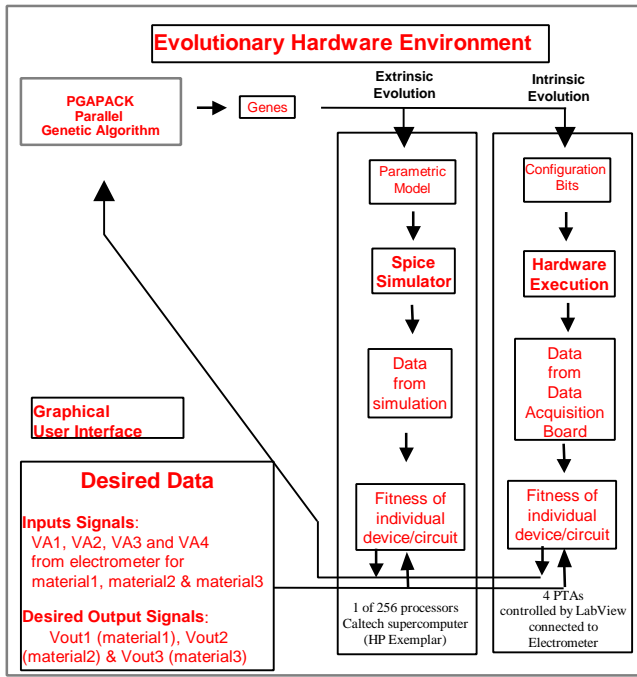 Evolutionary Hardware Environment
PGAPACK
Parallel
Genetic Algorithm
Genes
Extrinsic
Evolution
Intrinsic
Evolution
Parametric
Model
Configuration
Bits
Spice
Simulator
Hardware
Execution
Data
from
simulation
Data
from
Data
Acquisition
Board
Graphical
User Interface
Fitness of
individual
device/circuit
Fitness of
individual
device/circuit
Desired Data
Inputs Signals:
VA1, VA2, VA3 and VA4
from electrometer for
material1, material2 & material3
Desired Output Signals:
Vout1 (material1), Vout2
(material2) & Vout3 (material3)
1 of 256 processors
Caltech supercomputer
(HP Exemplar)
4 PTAs
controlled by LabView
connected to
Electrometer